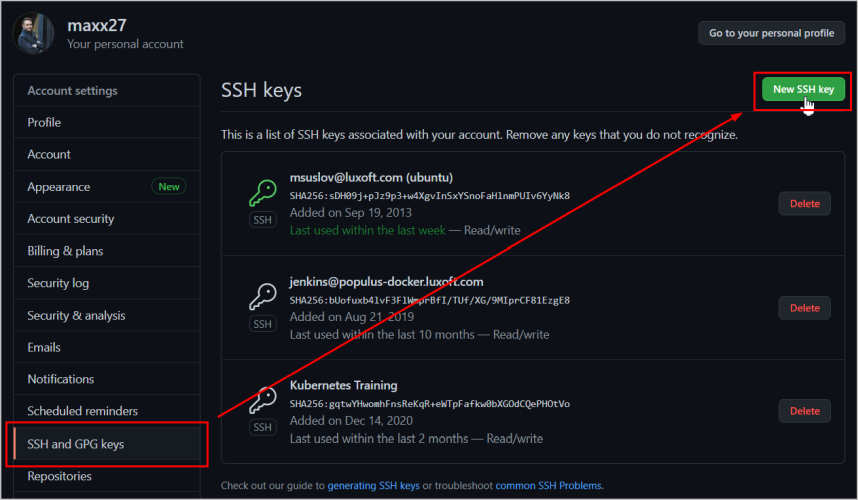 maxx27
Your personal account
Go to your personal profile
Account settings
Profile
Account
Appearance New
Account security
Billing & plans
Security log
Security & analysis
Emails
Notifications
Scheduled reminders
SSH and GPG keys
Repositories
SSH keys
New SSH key
This is a list of SSH keys associated with your account. Remove any keys that you do not recognize.
msuslov@luxoft.com (ubuntu)
SHA256:sDH09j+pJz9p3+w4XgvInSxYSnoFaHlnmPUIv6YyNk8
Added on Sep 19, 2013
Last used within the last week — Read/write
SSH
Delete
jenkins@populus-docker.luxoft.com
SHA256:bUofuxb4lvF3FlWmprBfI/TUf/XG/9MIprCF81EzgE8
Added on Aug 21, 2019
Last used within the last 10 months — Read/write
SSH
Delete
Kubernetes Training
SHA256:gqtwYHwomhFnsReKqR+eWTpFafkw0bXGOdCQePHOtVo
Added on Dec 14, 2020
Last used within the last 2 months — Read/write
SSH
Delete
Check out our guide to generating SSH keys or troubleshoot common SSH Problems.